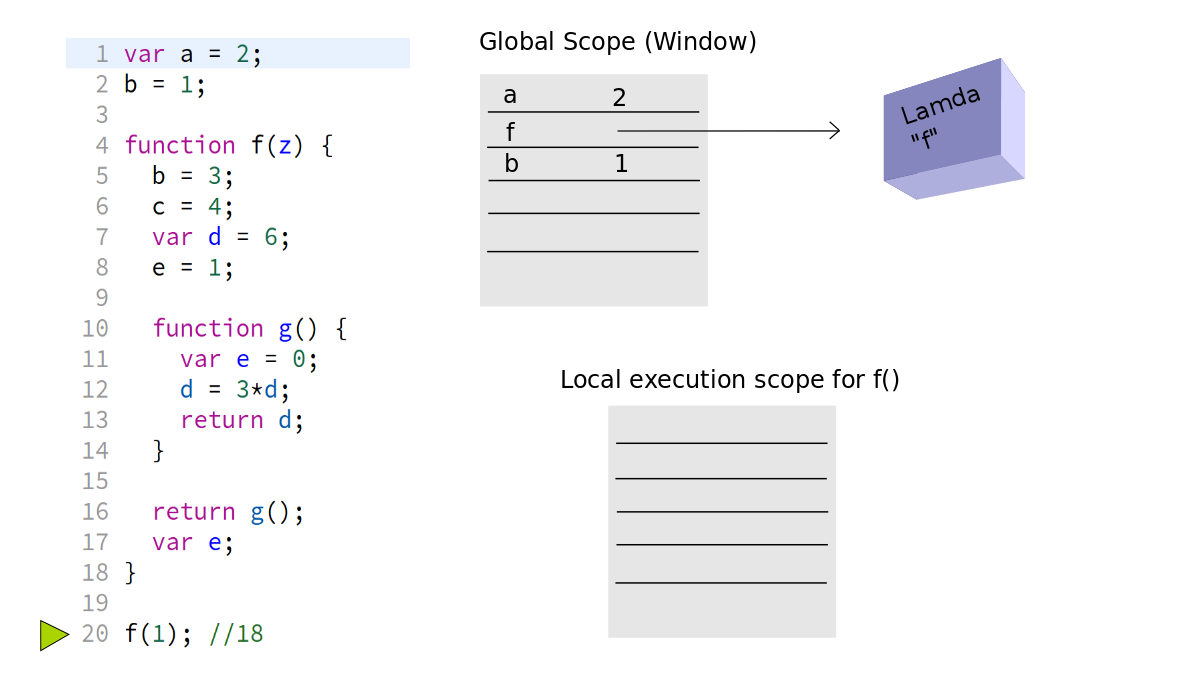 1 var a = 2;
2 b = 1;
3
4 function f(z) {
5   b = 3;
6   c = 4;
7   var d = 6;
8   e = 1;
9
10   function g() {
11     var e = 0;
12     d = 3*d;
13     return d;
14   }
15
16   return g();
17   var e;
18 }
19
20 f(1); //18
Global Scope (Window)
a 2
f
b 1
Lamda
"f"
Local execution scope for f()